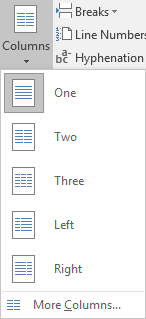 Columns
Breaks
Line Numbers
Hyphenation
One
Two
Three
Left
Right
More Columns...